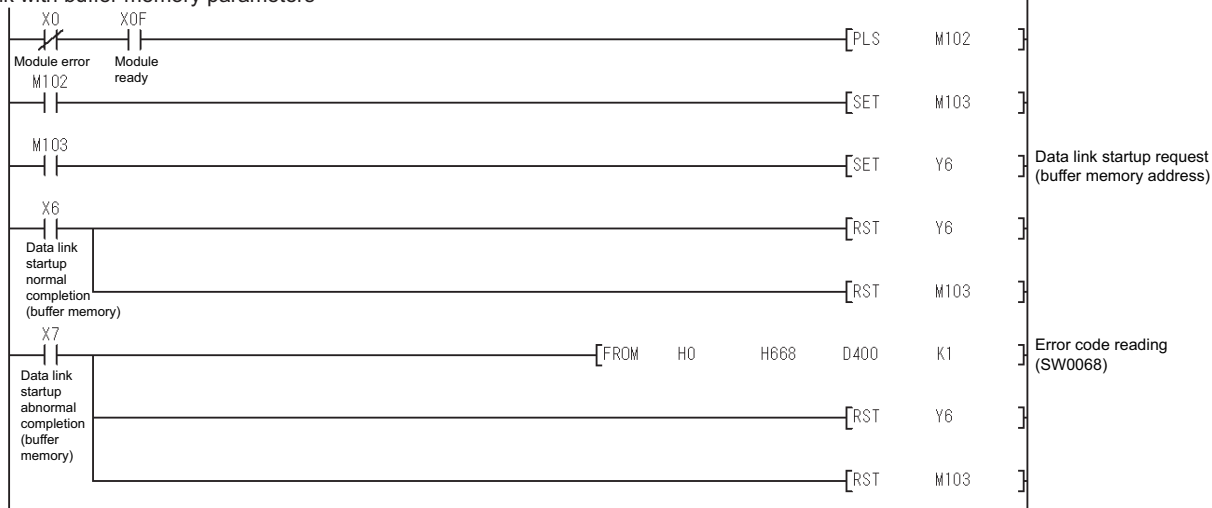 k with buffer memory parameters
X0 X0F
[PLS M102 ]
Module error Module ready
M102
[SET M103 ]
M103
[SET Y6 ] Data link startup request
(buffer memory address)
X6
[RST Y6 ]
Data link
startup
normal
completion
(buffer memory)
[RST M103 ]
X7
[FROM H0 H668 D400 K1 ] Error code reading
(SW0068)
Data link
startup
abnormal
completion
(buffer
memory)
[RST Y6 ]
[RST M103 ]